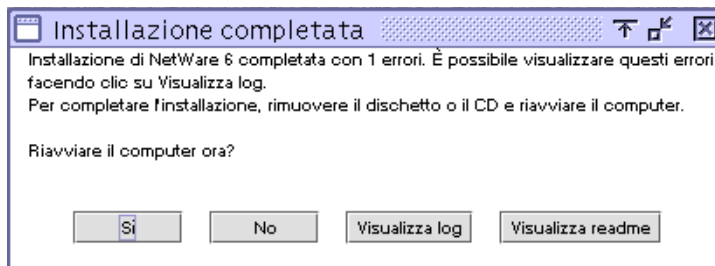 Installazione completata
Installazione di NetWare 6 completata con 1 errori. È possibile visualizzare questi errori
facendo clic su Visualizza log.
Per completare l'installazione, rimuovere il dischetto o il CD e riavviare il computer.
Riavviare il computer ora?
Sì No Visualizza log Visualizza readme